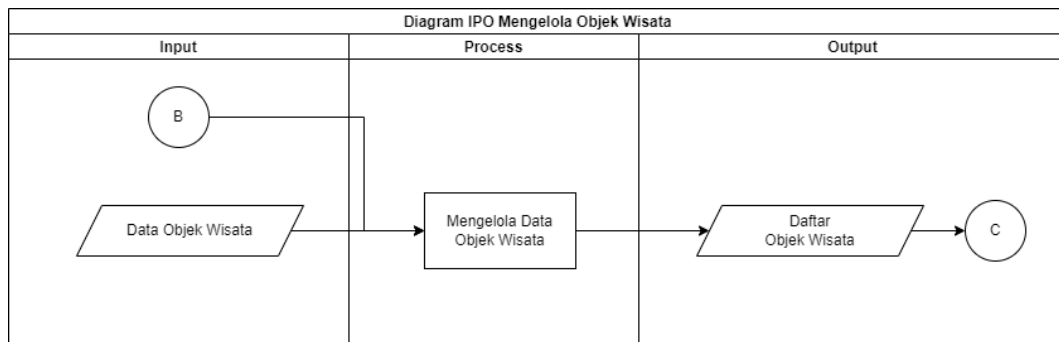 Diagram IPO Mengelola Objek Wisata
Input
Process
Output
B
Data Objek Wisata
Mengelola Data
Objek Wisata
Daftar
Objek Wisata
C